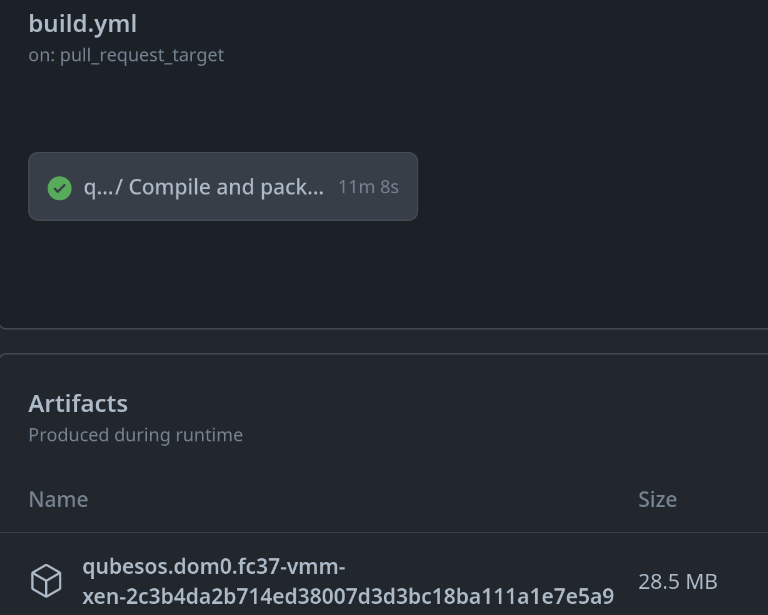 build.yml
on: pull_request_target
q.../ Compile and pack... 11m 8s
Artifacts
Produced during runtime
Name Size
qubesos.dom0.fc37-vmm-
xen-2c3b4da2b714ed38007d3d3bc18ba111a1e7e5a9 28.5 MB